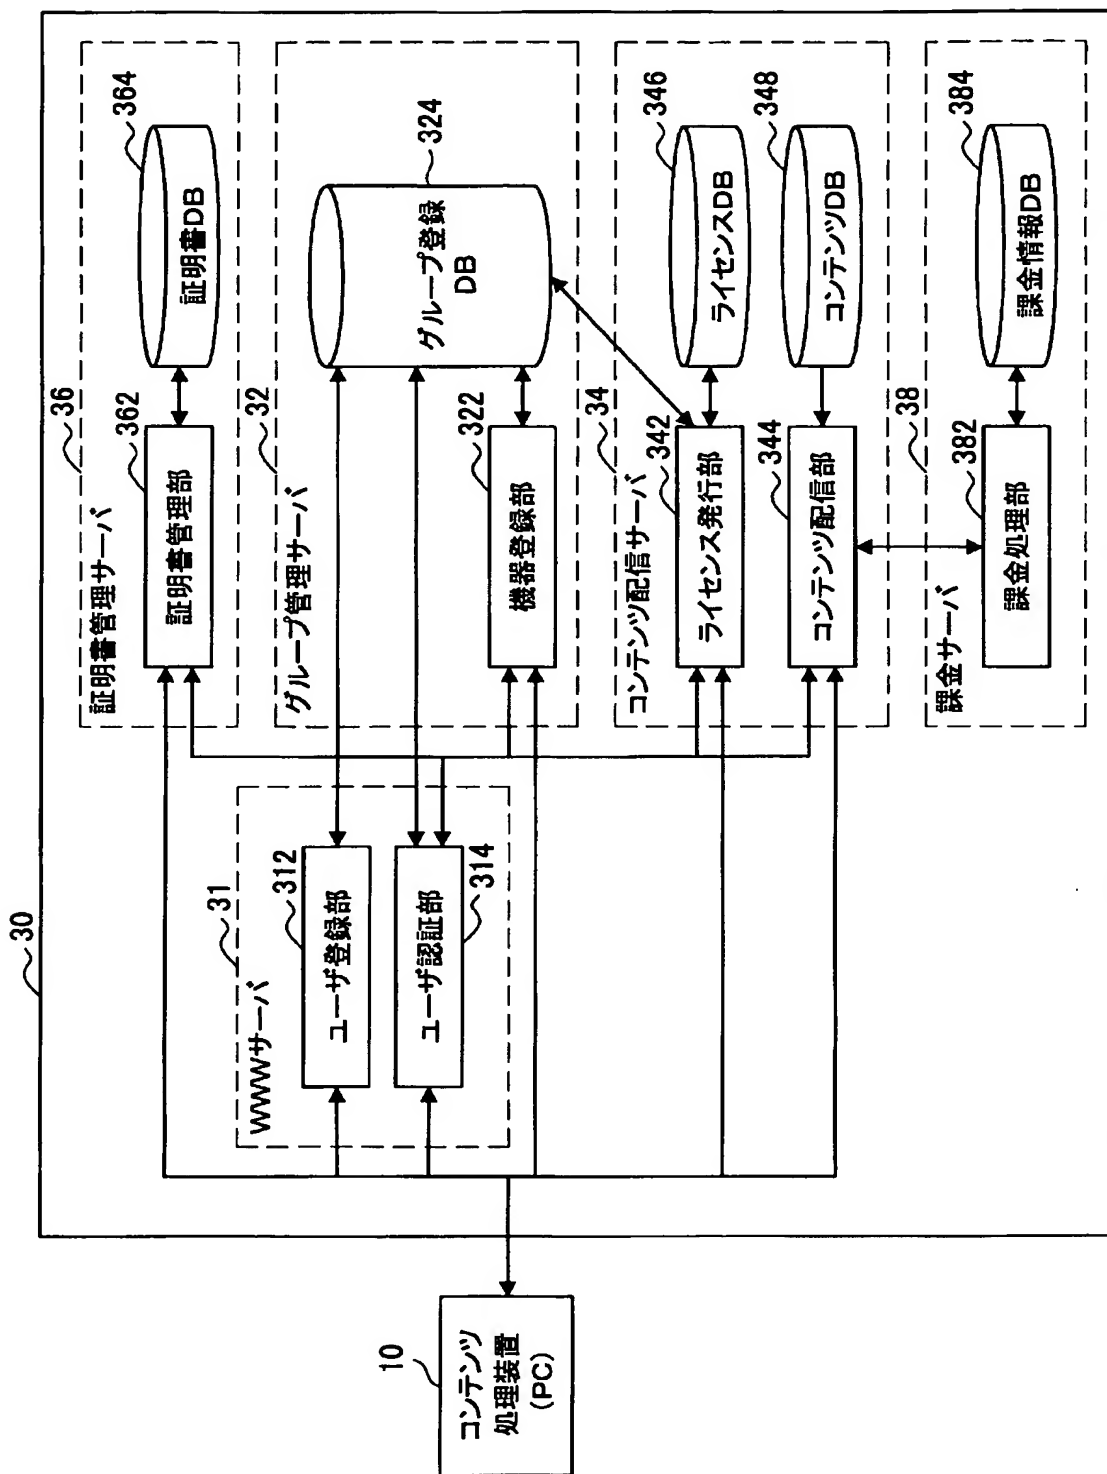 30
36
証明書管理サーバ
362
証明書管理部
364
証明書DB
31
WWWサーバ
312
ユーザ登録部
ユーザ認証部
314
32
グループ管理サーバ
グループ登録
DB
324
322
機器登録部
34
コンテンツ配信サーバ
342
ライセンス発行部
346
ライセンスDB
344
コンテンツ配信部
348
コンテンツDB
38
課金サーバ
382
課金処理部
384
課金情報DB
10
コンテンツ
処理装置
(PC)